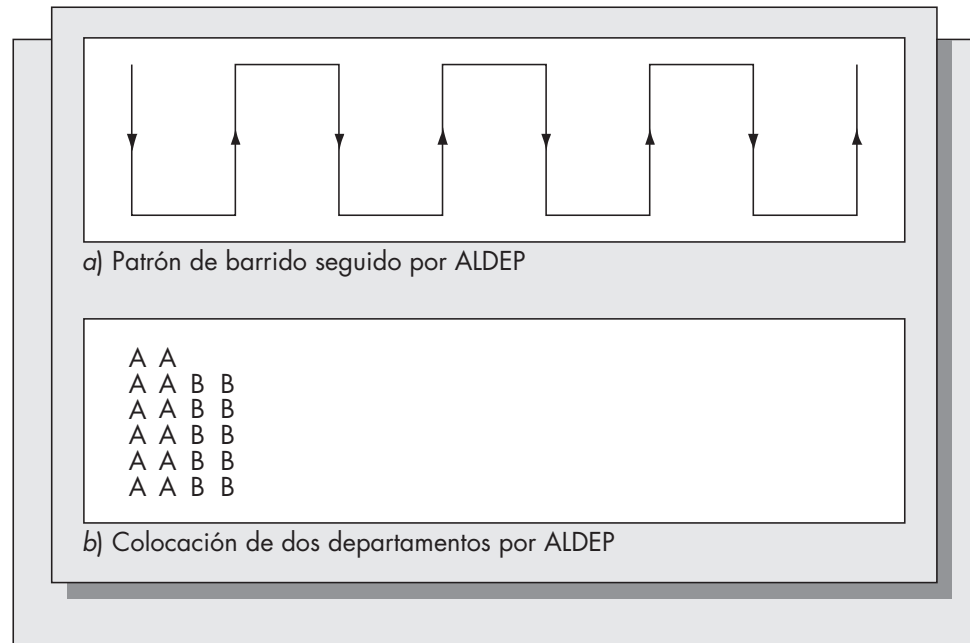 a) Patrón de barrido seguido por ALDEP
A A
A A B B
A A B B
A A B B
A A B B
A A B B
b) Colocación de dos departamentos por ALDEP